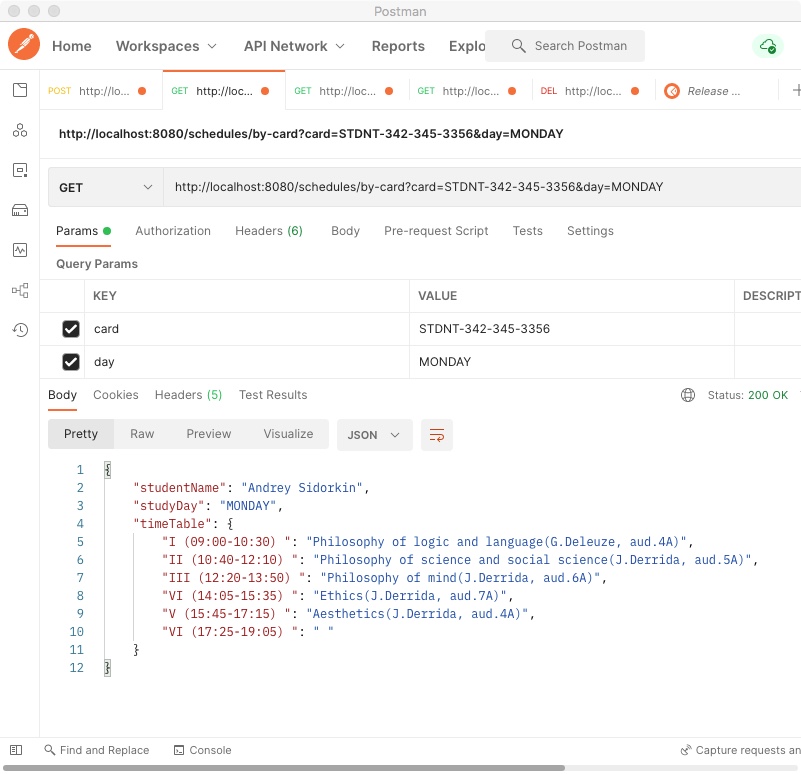 Postman
Home Workspaces API Network Reports Explo Search Postman
POST http://lo... GET http://loc... GET http://loc... GET http://loc... DEL http://loc... Release ...
http://localhost:8080/schedules/by-card?card=STDNT-342-345-3356&day=MONDAY
GET http://localhost:8080/schedules/by-card?card=STDNT-342-345-3356&day=MONDAY
Params Authorization Headers (6) Body Pre-request Script Tests Settings
Query Params
KEY VALUE DESCRIPT
card STDNT-342-345-3356
day MONDAY
Body Cookies Headers (5) Test Results Status: 200 OK
Pretty Raw Preview Visualize JSON
1 {
2 "studentName": "Andrey Sidorkin",
3 "studyDay": "MONDAY",
4 "timeTable": {
5 "I (09:00-10:30) ": "Philosophy of logic and language(G.Deleuze, aud.4A)",
6 "II (10:40-12:10) ": "Philosophy of science and social science(J.Derrida, aud.5A)",
7 "III (12:20-13:50) ": "Philosophy of mind(J.Derrida, aud.6A)",
8 "VI (14:05-15:35) ": "Ethics(J.Derrida, aud.7A)",
9 "V (15:45-17:15) ": "Aesthetics(J.Derrida, aud.4A)",
10 "VI (17:25-19:05) ": " "
11 }
12 }
Find and Replace Console Capture requests an